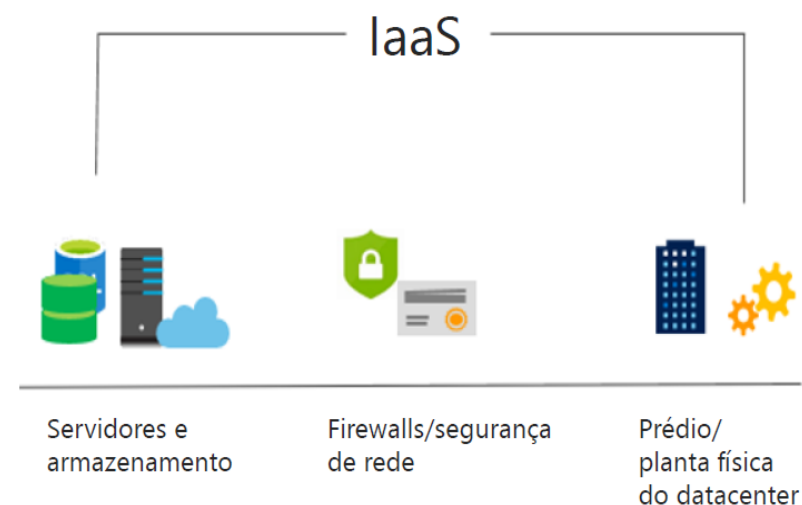 IaaS
Servidores e
armazenamento
Firewalls/segurança
de rede
Prédio/
planta física
do datacenter